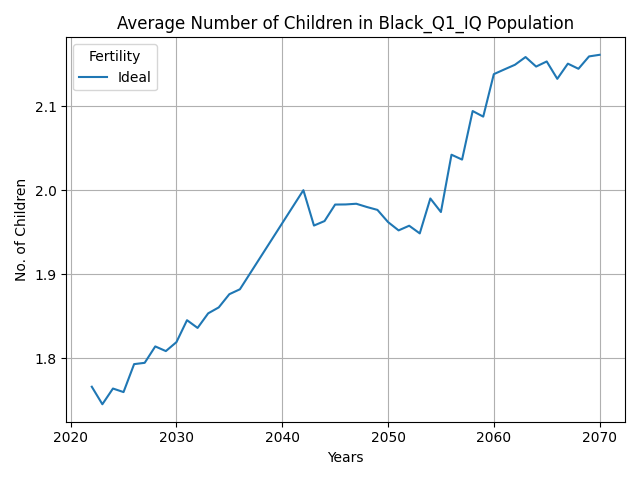 Average Number of Children in Black_Q1_IQ Population
Fertility
Ideal
No. of Children
2.1
2.0
1.9
1.8
2020 2030 2040 2050 2060 2070
Years